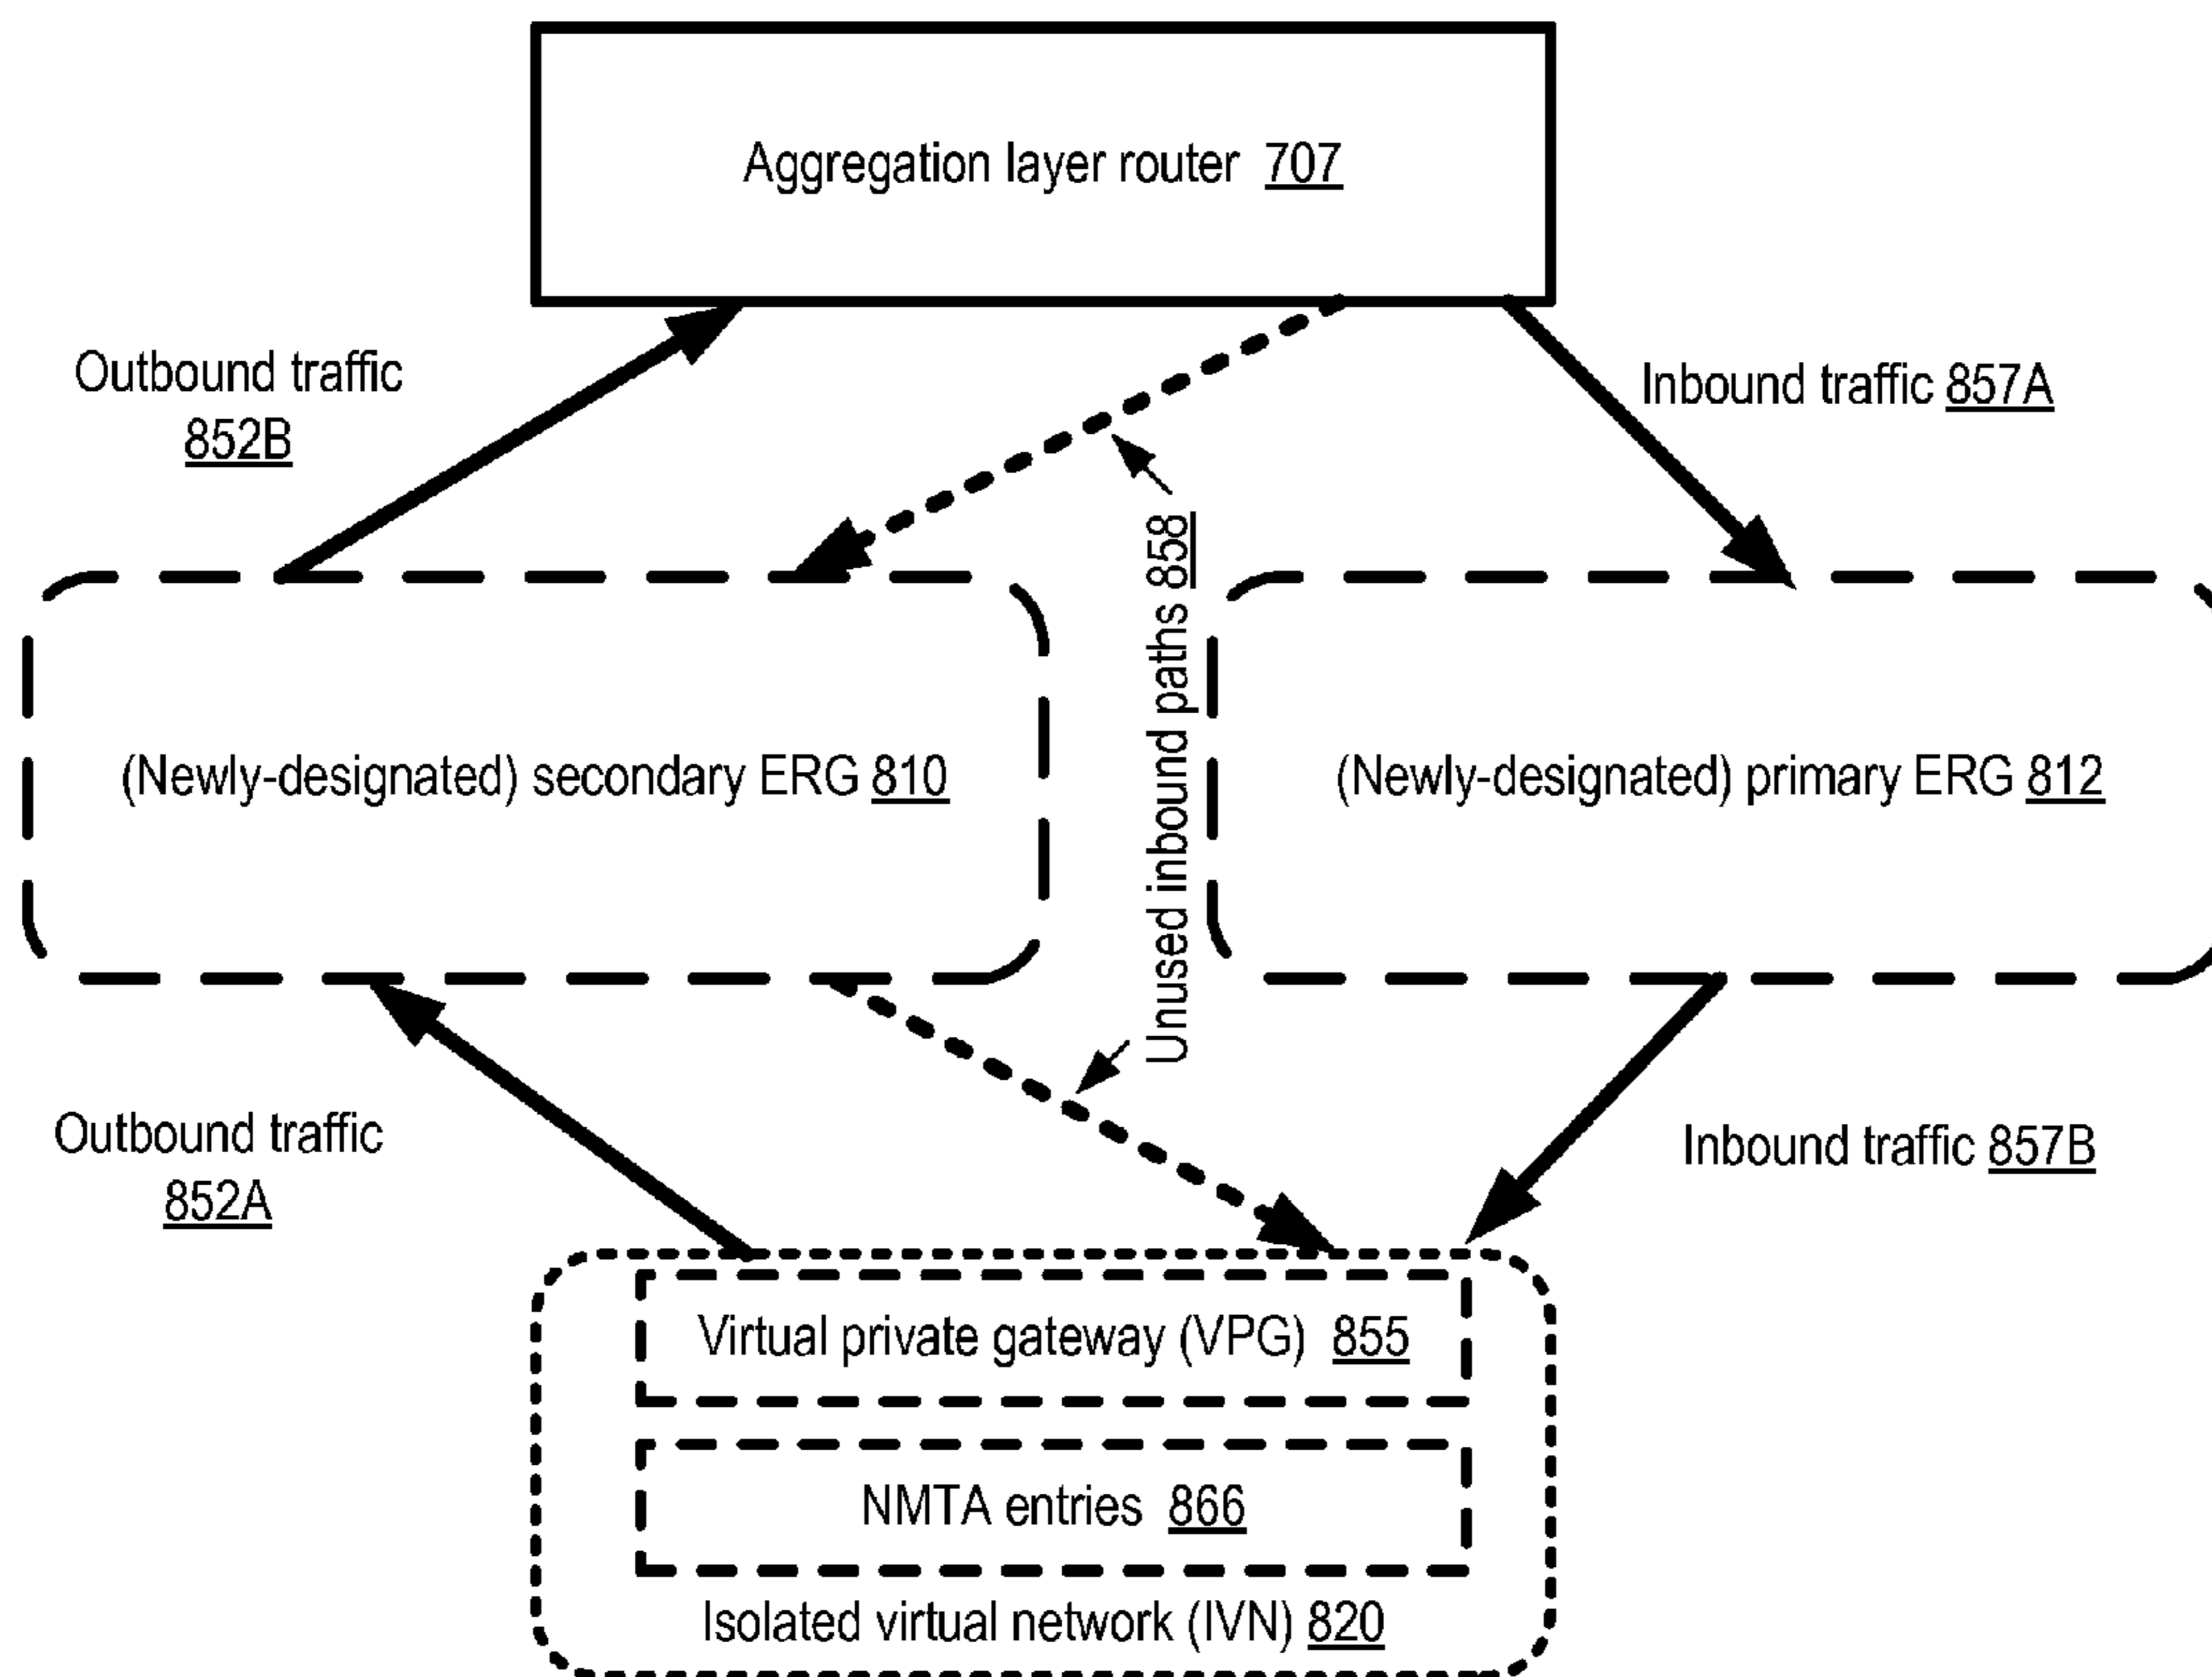 Aggregation layer router 707
Outbound traffic
852B
Inbound traffic 857A
Unused inbound paths 858
(Newly-designated) secondary ERG 810
(Newly-designated) primary ERG 812
Outbound traffic
852A
Inbound traffic 857B
Virtual private gateway (VPG) 855
NMTA entries 866
Isolated virtual network (IVN) 820